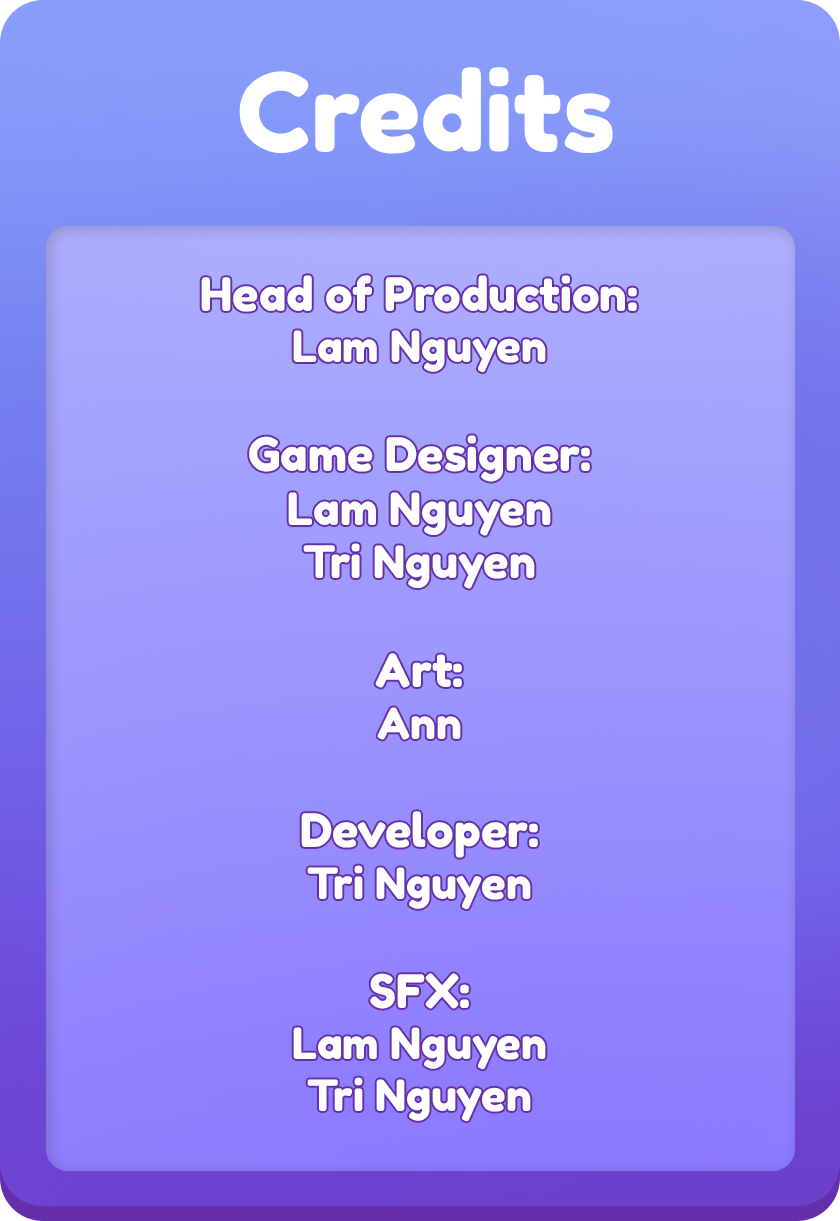 Credits
Head of Production:
Lam Nguyen
Game Designer:
Lam Nguyen
Tri Nguyen
Art:
Ann
Developer:
Tri Nguyen
SFX:
Lam Nguyen
Tri Nguyen